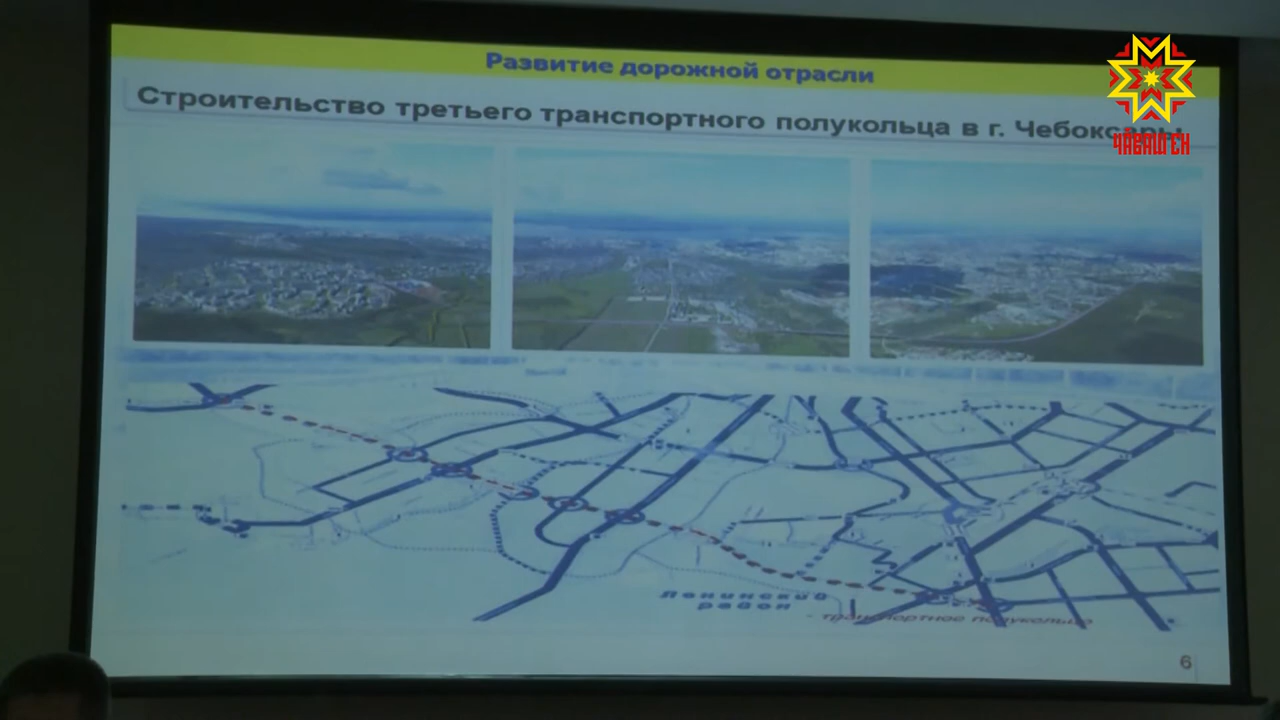 Развитие дорожной отрасли
Строительство третьего транспортного полукольца в г. Чебоксары
ЧӐВАШ ЕН
Ленинский
район
- транспортное полукольцо
6